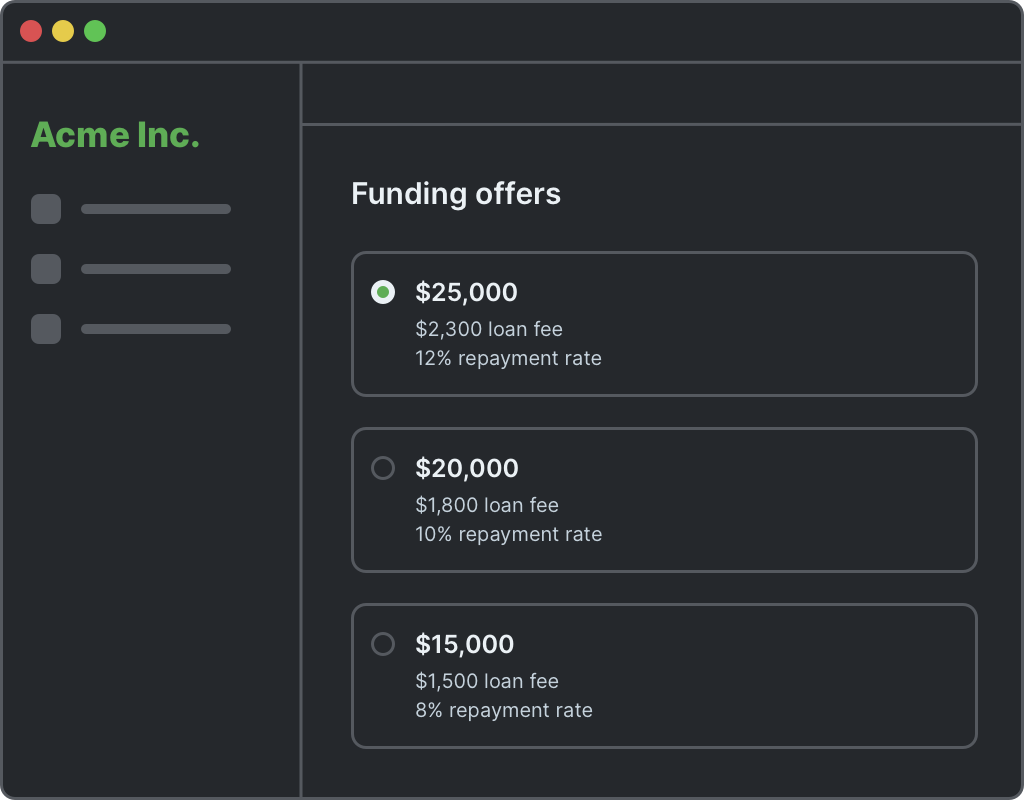 Acme Inc.
Funding offers
$25,000
$2,300 loan fee
12% repayment rate
$20,000
$1,800 loan fee
10% repayment rate
$15,000
$1,500 loan fee
8% repayment rate